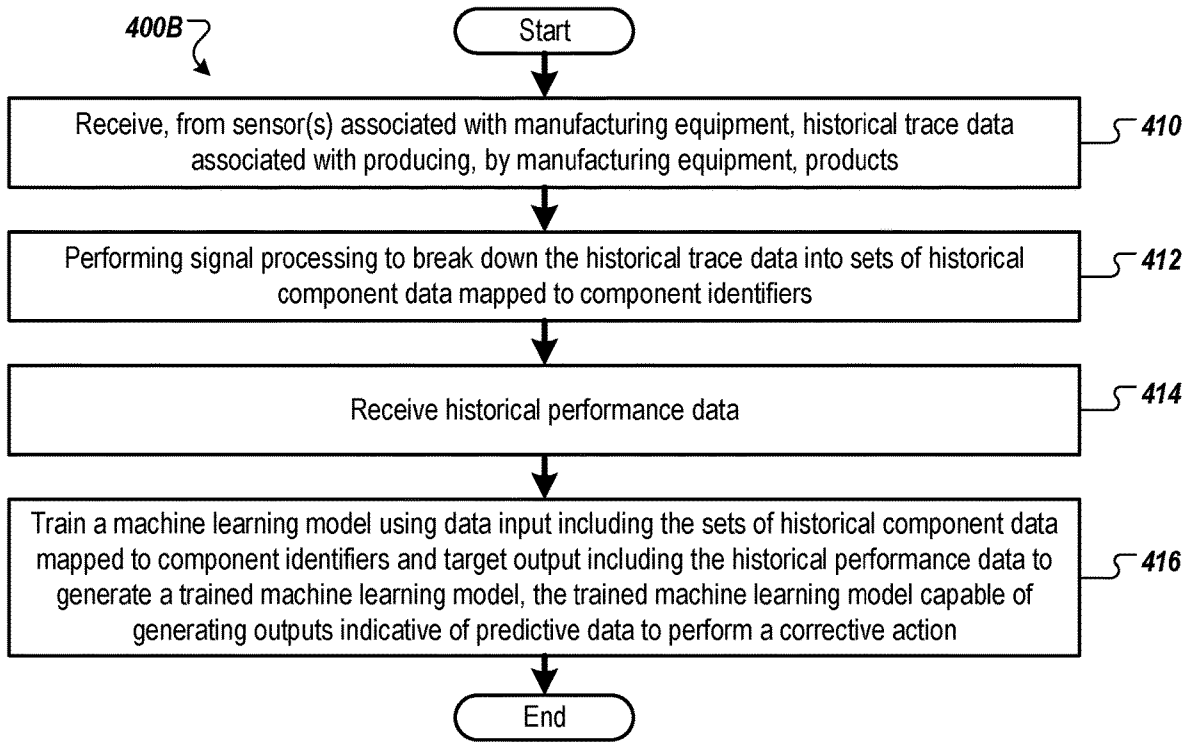 400B
Start
Receive, from sensor(s) associated with manufacturing equipment, historical trace data
associated with producing, by manufacturing equipment, products
410
Performing signal processing to break down the historical trace data into sets of historical
component data mapped to component identifiers
412
Receive historical performance data
414
Train a machine learning model using data input including the sets of historical component data
mapped to component identifiers and target output including the historical performance data to
generate a trained machine learning model, the trained machine learning model capable of
generating outputs indicative of predictive data to perform a corrective action
416
End